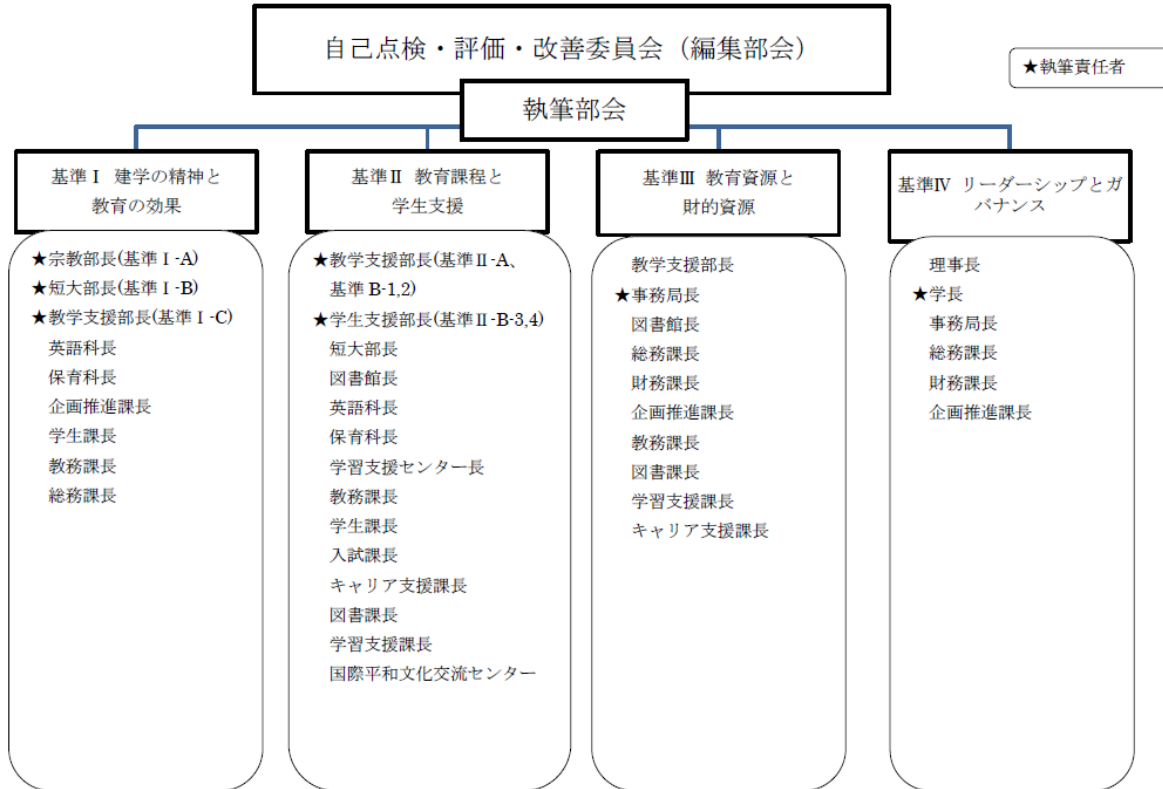 自己点検・評価・改善委員会（編集部会）
★執筆責任者
執筆部会
基準Ⅰ 建学の精神と
教育の効果
★宗教部長(基準Ⅰ-A)
★短大部長(基準Ⅰ-B)
★教学支援部長(基準Ⅰ-C)
英語科長
保育科長
企画推進課長
学生課長
教務課長
総務課長
基準Ⅱ 教育課程と
学生支援
★教学支援部長(基準Ⅱ-A、
基準 B-1,2)
★学生支援部長(基準Ⅱ-B-3,4)
短大部長
図書館長
英語科長
保育科長
学習支援センター長
教務課長
学生課長
入試課長
キャリア支援課長
図書課長
学習支援課長
国際平和文化交流センター
基準Ⅲ 教育資源と
財的資源
教学支援部長
★事務局長
図書館長
総務課長
財務課長
企画推進課長
教務課長
図書課長
学習支援課長
キャリア支援課長
基準Ⅳ リーダーシップとガ
バナンス
理事長
★学長
事務局長
総務課長
財務課長
企画推進課長